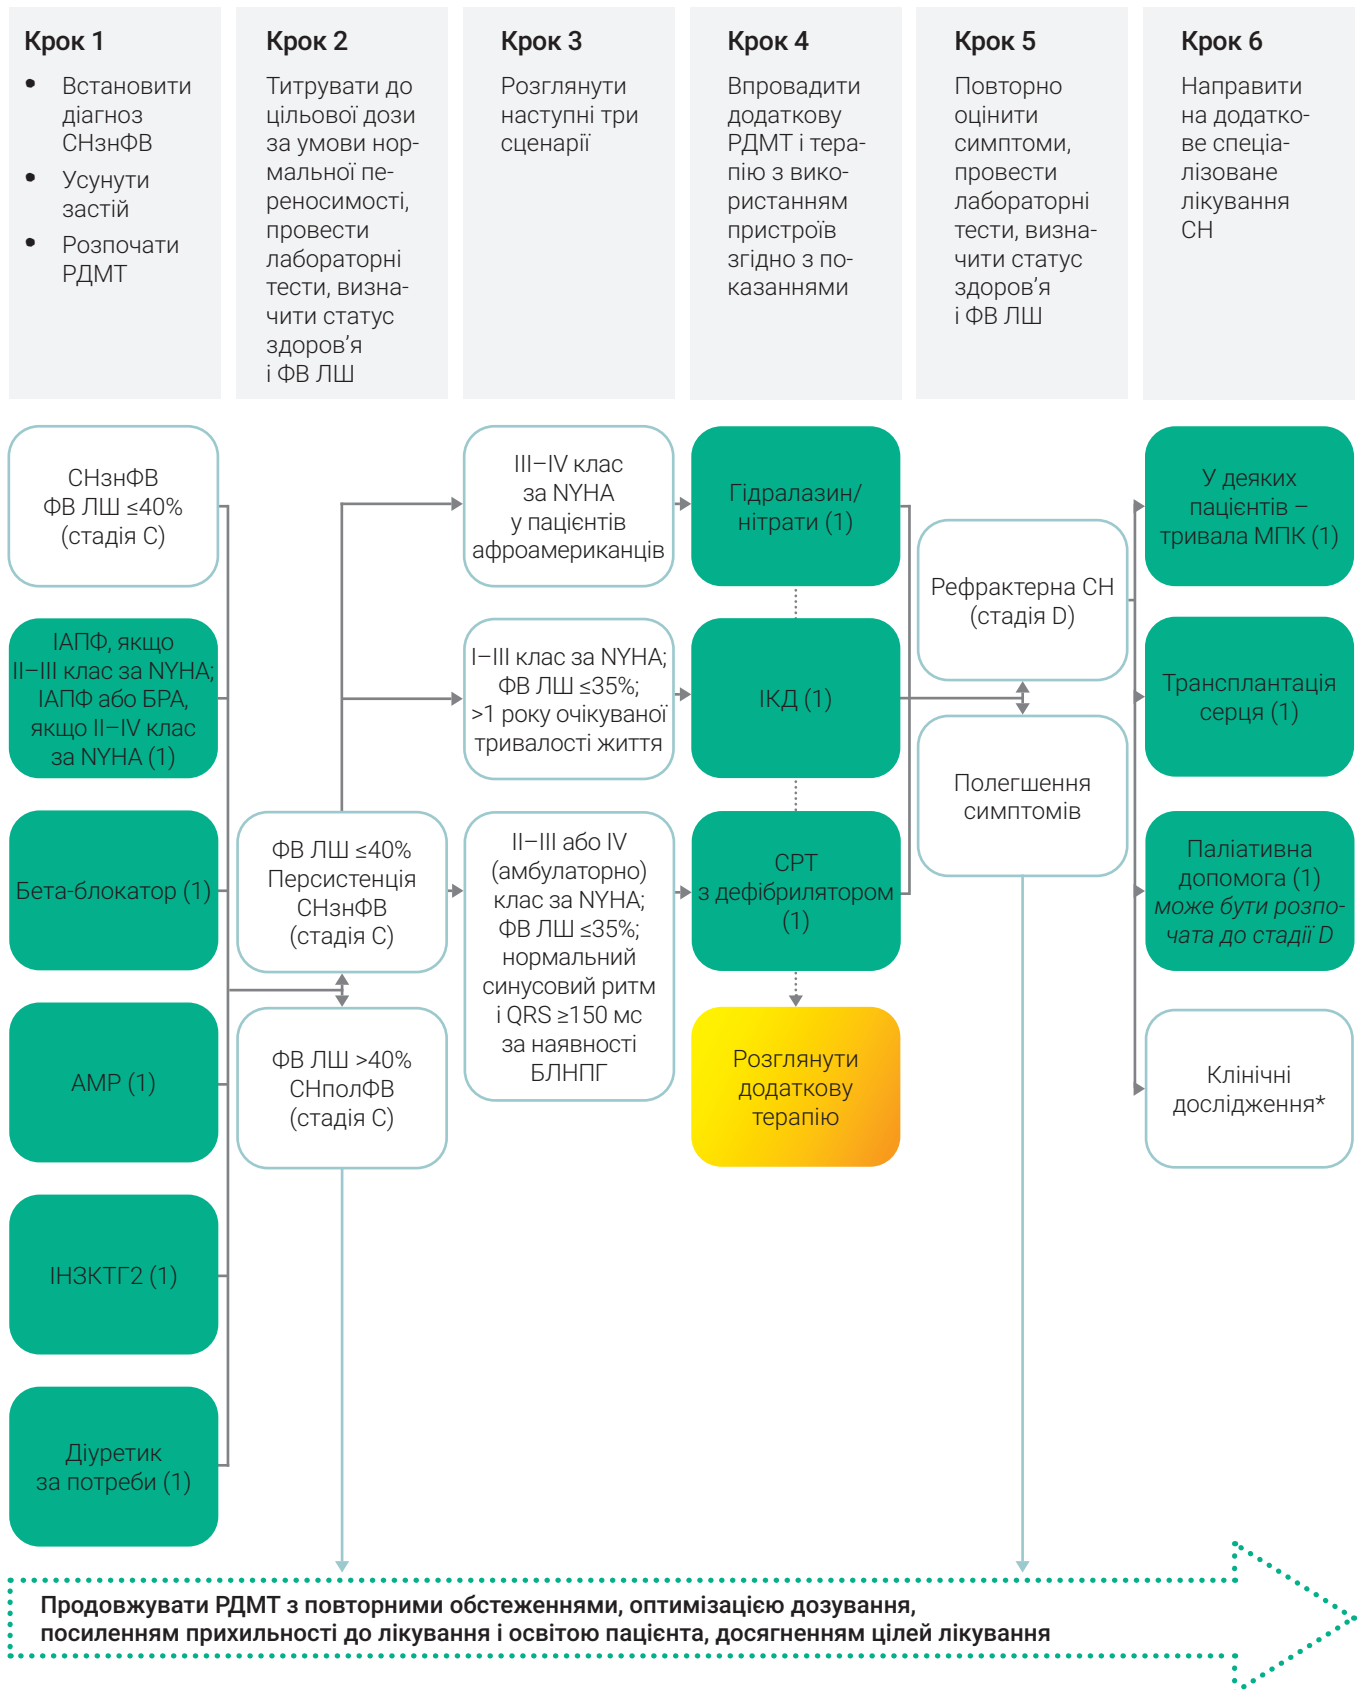 Крок 1
• Встановити
діагноз
СНзнФВ
• Усунути
застій
• Розпочати
РДМТ
Крок 2
Титрувати до
цільової дози
за умови нор-
мальної пе-
реносимості,
провести
лабораторні
тести, визна-
чити статус
здоров’я
і ФВ ЛШ
Крок 3
Розглянути
наступні три
сценарії
Крок 4
Впровадити
додаткову
РДМТ і тера-
пію з вико-
ристанням
пристроїв
згідно з по-
казаннями
Крок 5
Повторно
оцінити
симптоми,
провести
лабораторні
тести, визна-
чити статус
здоров’я
і ФВ ЛШ
Крок 6
Направити
на додатко-
ве спеціа-
лізоване
лікування
СН
СНзнФВ
ФВ ЛШ ≤40%
(стадія C)
ІАПФ, якщо
II–III клас за NYHA;
ІАПФ або БРА,
якщо II–IV клас
за NYHA (1)
Бета-блокатор (1)
АМР (1)
ІНЗКТГ2 (1)
Діуретик
за потреби (1)
ФВ ЛШ ≤40%
Персистенція
СНзнФВ
(стадія C)
ФВ ЛШ >40%
СНполФВ
(стадія C)
III–IV клас
за NYHA
у пацієнтів
афроамериканців
I–III клас за NYHA;
ФВ ЛШ ≤35%;
>1 року очікуваної
тривалості життя
II–III або IV
(амбулаторно)
клас за NYHA;
ФВ ЛШ ≤35%;
нормальний
синусовий ритм
і QRS ≥150 мс
за наявності
БЛНПГ
Гідралазин/
нітрати (1)
ІКД (1)
СРТ
з дефібрилятором
(1)
Розглянути
додаткову
терапію
Рефрактерна СН
(стадія D)
Полегшення
симптомів
У деяких
пацієнтів –
тривала МПК (1)
Трансплантація
серця (1)
Паліативна
допомога (1)
може бути розпо-
чата до стадії D
Клінічні
дослідження*
Продовжувати РДМТ з повторними обстеженнями, оптимізацією дозування,
посиленням прихильності до лікування і освітою пацієнта, досягненням цілей лікування